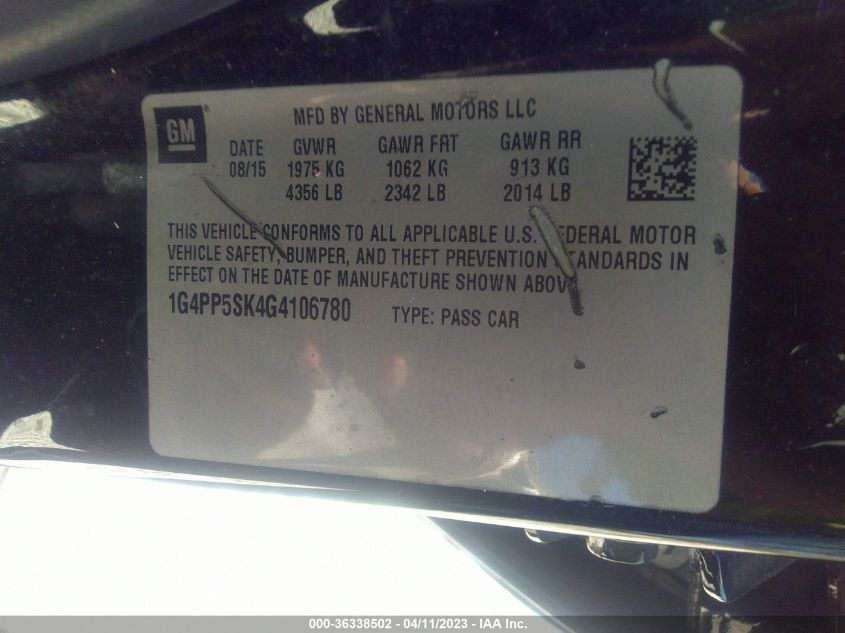 GM ®
MFD BY GENERAL MOTORS LLC
DATE GVWR GAWR FRT GAWR RR
08/15 1975 KG 1062 KG 913 KG
4356 LB 2342 LB 2014 LB
THIS VEHICLE CONFORMS TO ALL APPLICABLE U.S. FEDERAL MOTOR
VEHICLE SAFETY, BUMPER, AND THEFT PREVENTION STANDARDS IN
EFFECT ON THE DATE OF MANUFACTURE SHOWN ABOVE.
1G4PP5SK4G4106780 TYPE: PASS CAR
000-36338502 - 04/11/2023 - IAA Inc.